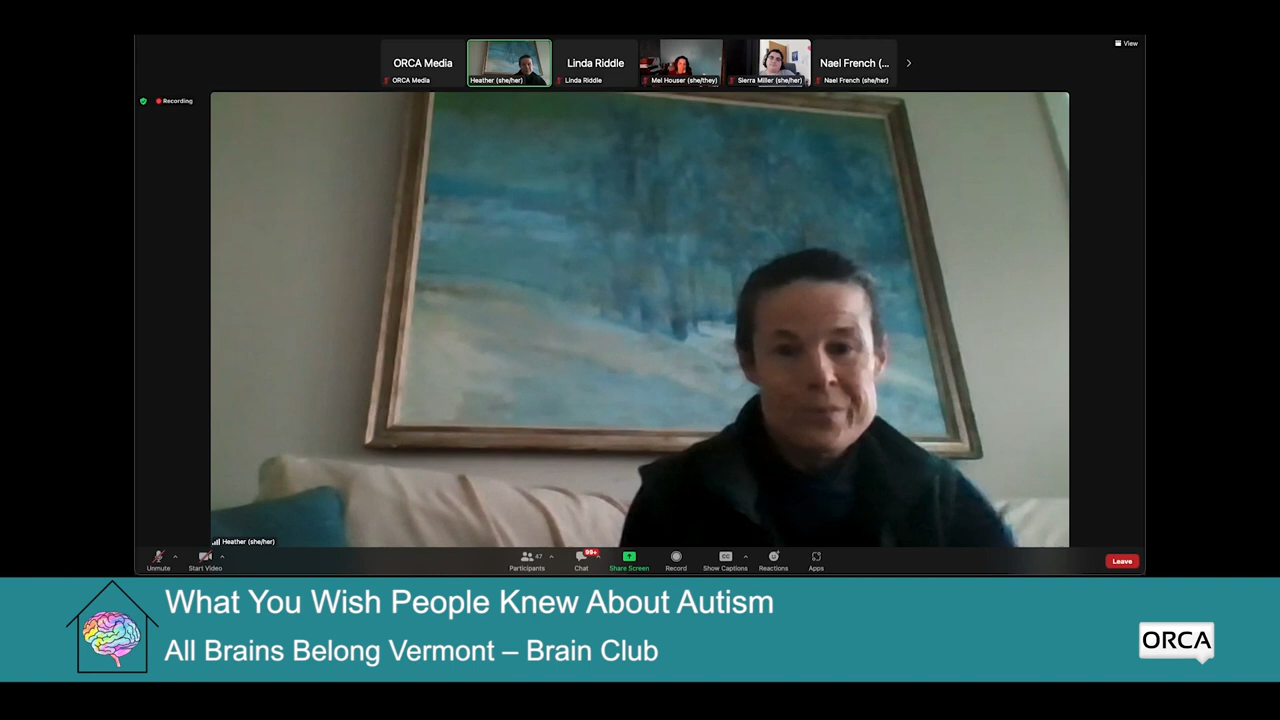 View
ORCA Media
Linda Riddle
Nael French (...
ORCA Media
Heather (she/her)
Linda Riddle
Mel Houser (she/they)
Sierra Miller (she/her)
Nael French (she/her)
Recording
Heather (she/her)
47
99+
CC
Unmute
Start Video
Participants
Chat
Share Screen
Record
Show Captions
Reactions
Apps
Leave
What You Wish People Knew About Autism
All Brains Belong Vermont – Brain Club
ORCA